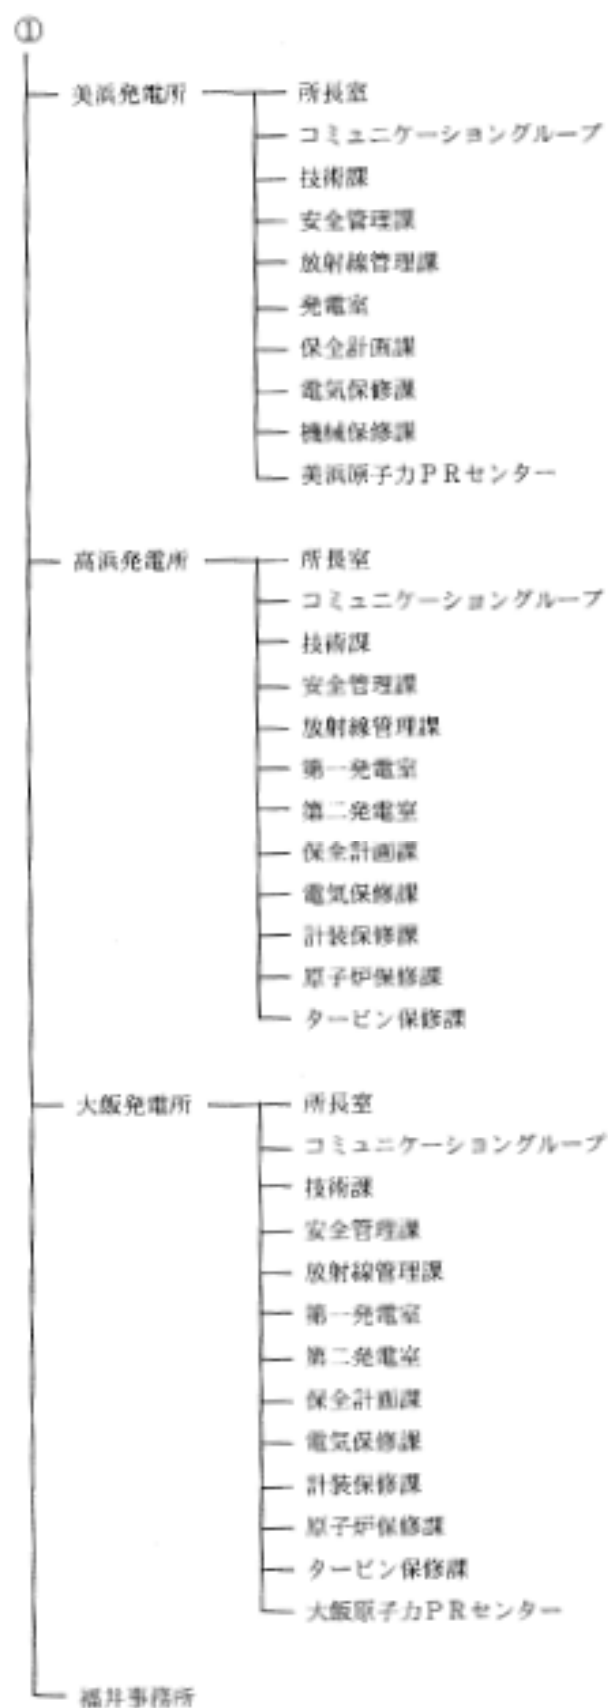 ①
美浜発電所 所長室
コミュニケーショングループ
技術課
安全管理課
放射線管理課
発電室
保全計画課
電気保修課
機械保修課
美浜原子力PRセンター
高浜発電所 所長室
コミュニケーショングループ
技術課
安全管理課
放射線管理課
第一発電室
第二発電室
保全計画課
電気保修課
計装保修課
原子炉保修課
タービン保修課
大飯発電所 所長室
コミュニケーショングループ
技術課
安全管理課
放射線管理課
第一発電室
第二発電室
保全計画課
電気保修課
計装保修課
原子炉保修課
タービン保修課
大飯原子力PRセンター
福井事務所